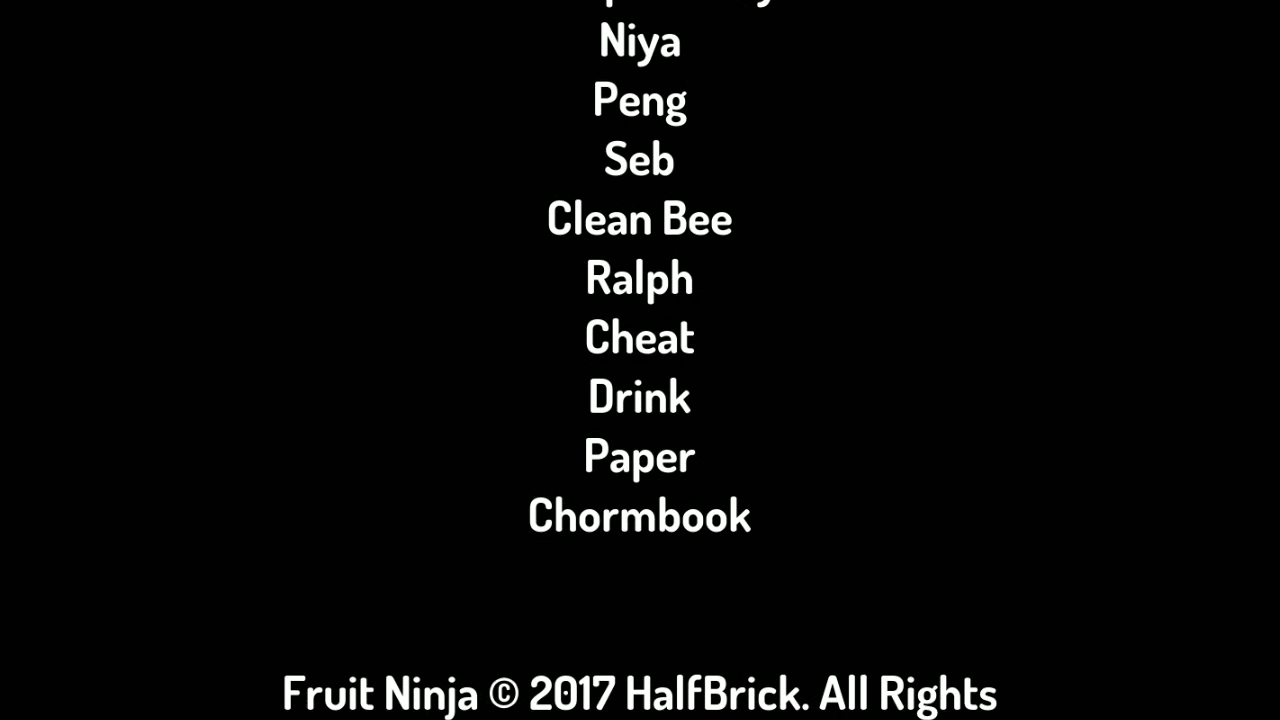 Niya
Peng
Seb
Clean Bee
Ralph
Cheat
Drink
Paper
Chormbook
Fruit Ninja © 2017 HalfBrick. All Rights